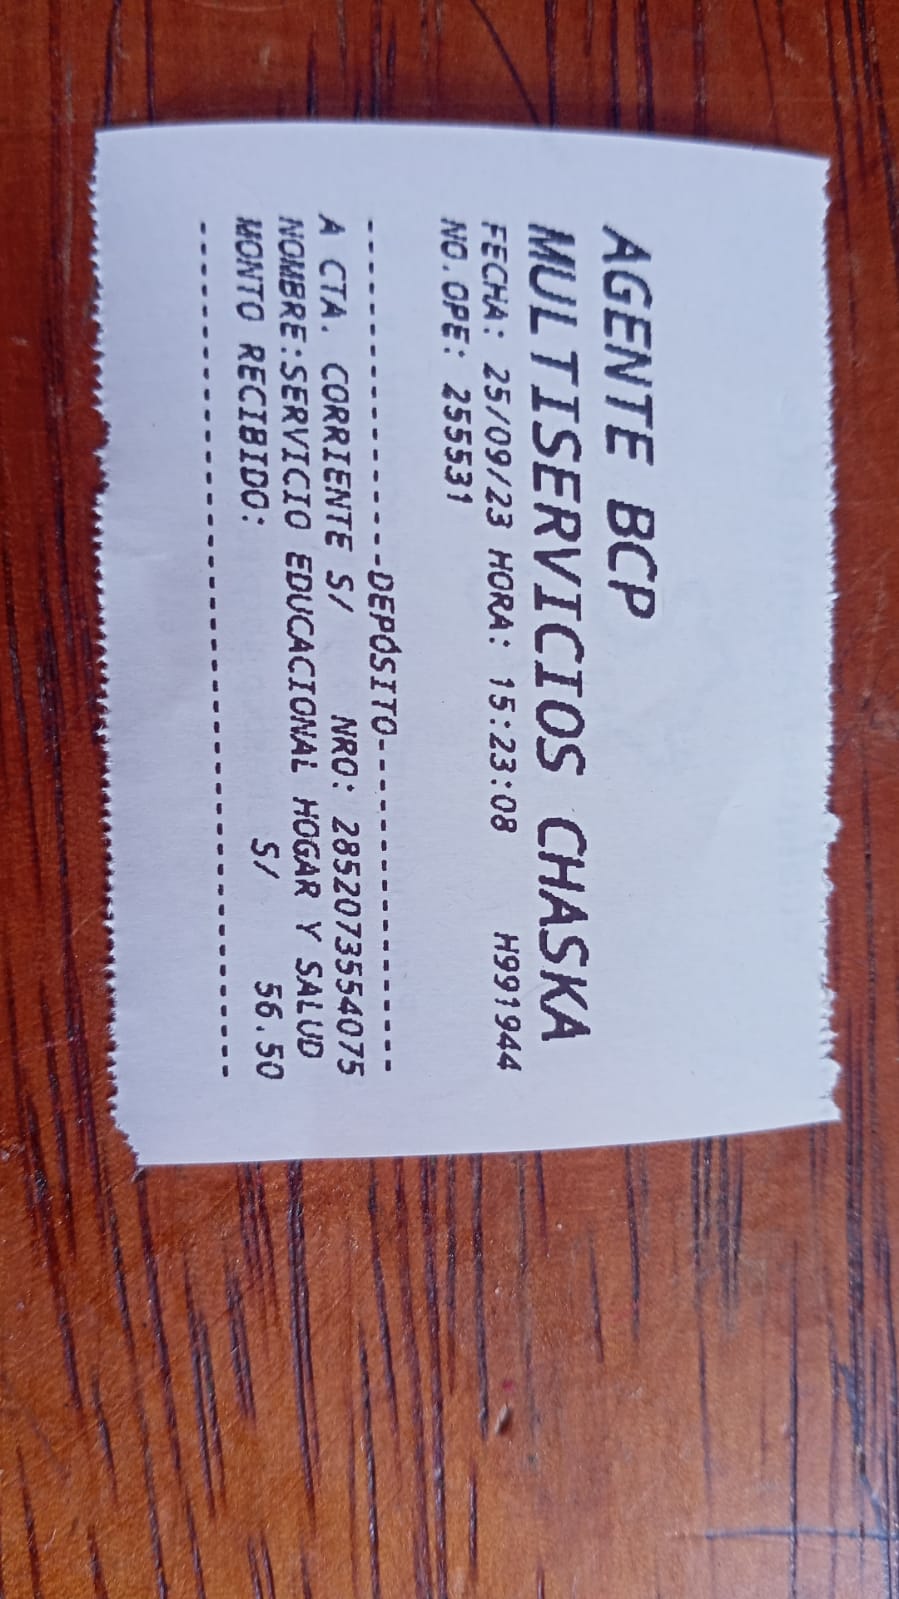 AGENTE BCP
MULTISERVICIOS CHASKA
FECHA: 25/09/23 HORA: 15:23:08 H991944
NO.OPE: 255531
-----------------DEPÓSITO-----------------
A CTA. CORRIENTE S/ NRO: 2852073554075
NOMBRE:SERVICIO EDUCACIONAL HOGAR Y SALUD
MONTO RECIBIDO: S/ 56.50
------------------------------------------